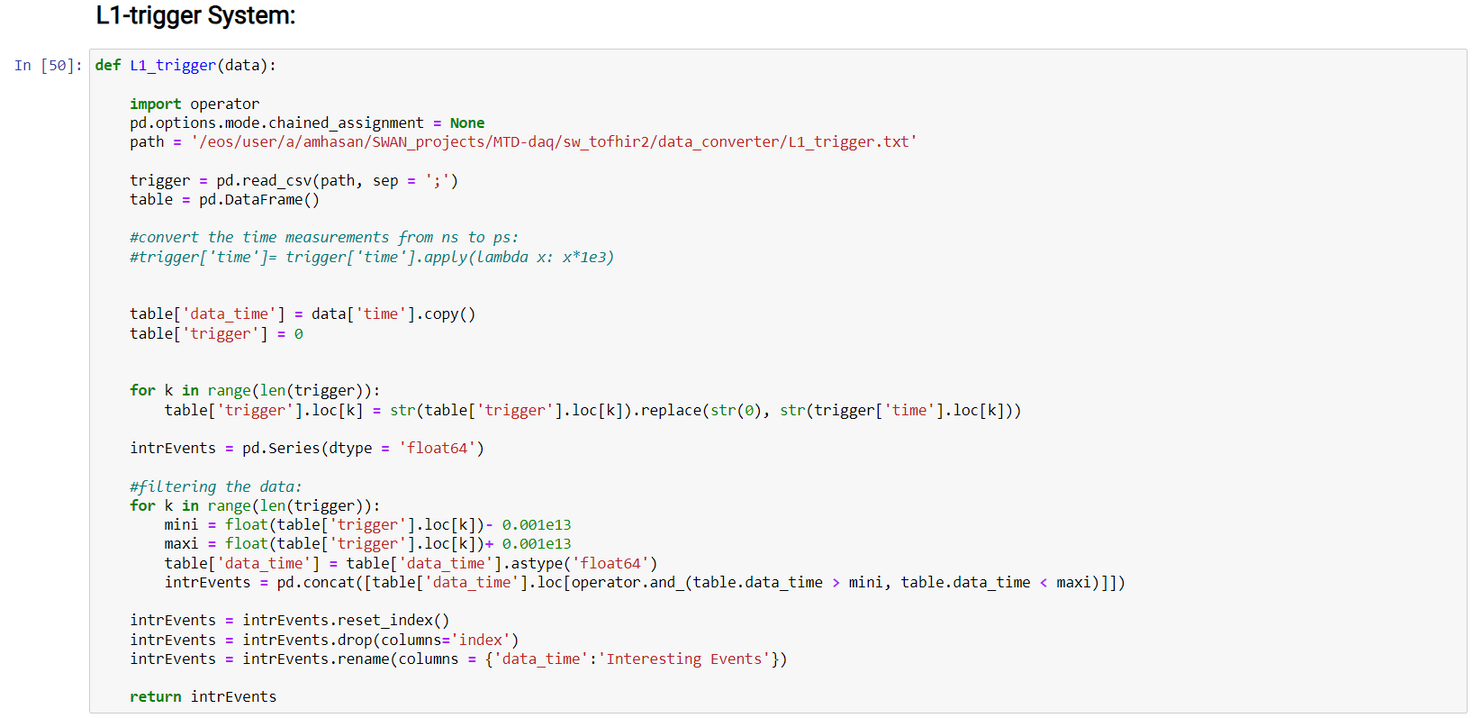 L1-trigger System:
In [50]: def L1_trigger(data):
import operator
pd.options.mode.chained_assignment = None
path = '/eos/user/a/amhasan/SWAN_projects/MTD-daq/sw_tofhir2/data_converter/L1_trigger.txt'
trigger = pd.read_csv(path, sep = ';')
table = pd.DataFrame()
#convert the time measurements from ns to ps:
#trigger['time']= trigger['time'].apply(lambda x: x*1e3)
table['data_time'] = data['time'].copy()
table['trigger'] = 0
for k in range(len(trigger)):
table['trigger'].loc[k] = str(table['trigger'].loc[k]).replace(str(0), str(trigger['time'].loc[k]))
intrEvents = pd.Series(dtype = 'float64')
#filtering the data:
for k in range(len(trigger)):
mini = float(table['trigger'].loc[k])- 0.001e13
maxi = float(table['trigger'].loc[k])+ 0.001e13
table['data_time'] = table['data_time'].astype('float64')
intrEvents = pd.concat([table['data_time'].loc[operator.and_(table.data_time > mini, table.data_time < maxi)]])
intrEvents = intrEvents.reset_index()
intrEvents = intrEvents.drop(columns='index')
intrEvents = intrEvents.rename(columns = {'data_time':'Interesting Events'})
return intrEvents